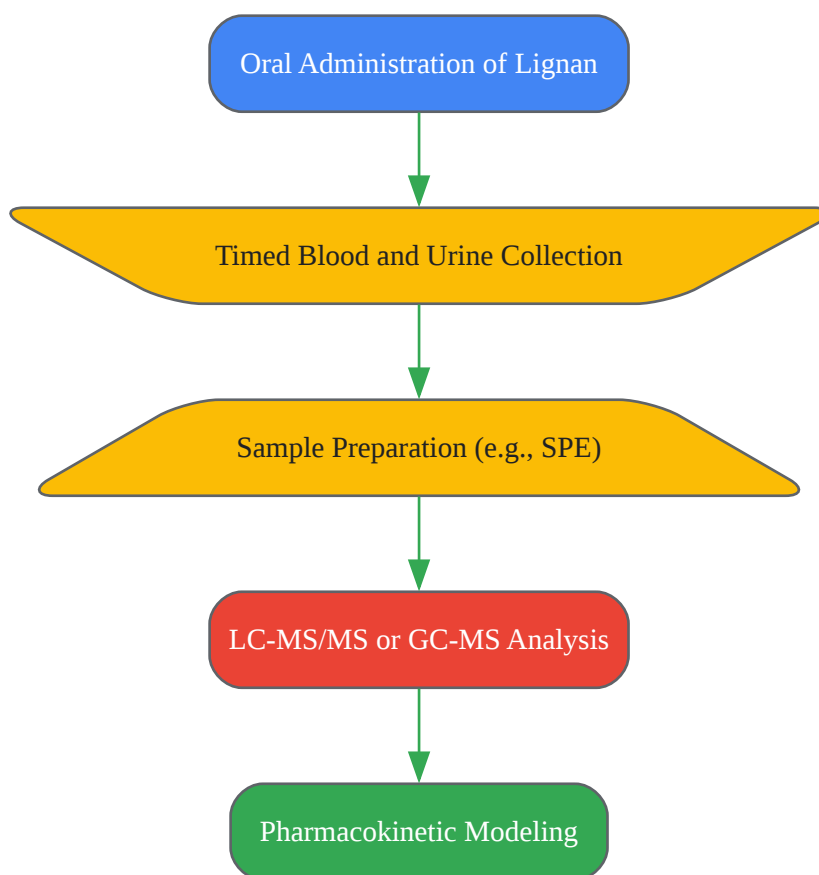 Oral Administration of Lignan
Timed Blood and Urine Collection
Sample Preparation (e.g., SPE)
LC-MS/MS or GC-MS Analysis
Pharmacokinetic Modeling